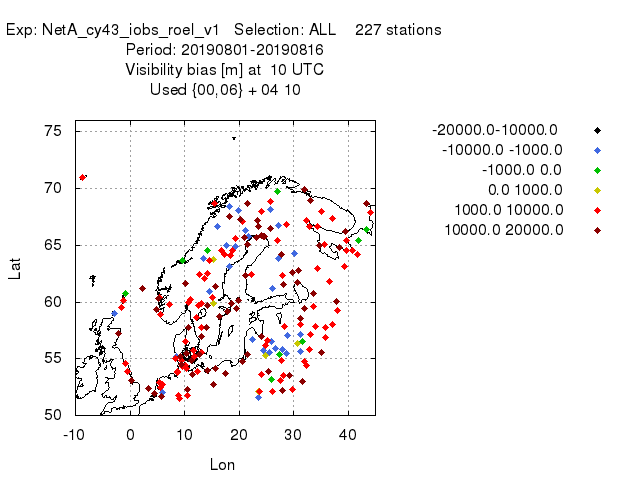 Exp: NetA_cy43_iobs_roel_v1 Selection: ALL 227 stations
Period: 20190801-20190816
Visibility bias [m] at 10 UTC
Used {00,06} + 04 10
-20000.0-10000.0
-10000.0 -1000.0
-1000.0 0.0
0.0 1000.0
1000.0 10000.0
10000.0 20000.0
75
70
65
60
55
50
Lat
-10 0 10 20 30 40
Lon